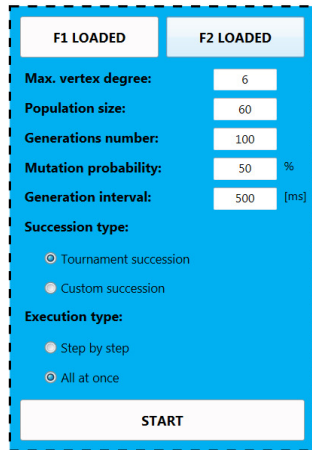 F1 LOADED F2 LOADED
Max. vertex degree: 6
Population size: 60
Generations number: 100
Mutation probability: 50 %
Generation interval: 500 [ms]
Succession type:
Tournament succession
Custom succession
Execution type:
Step by step
All at once
START